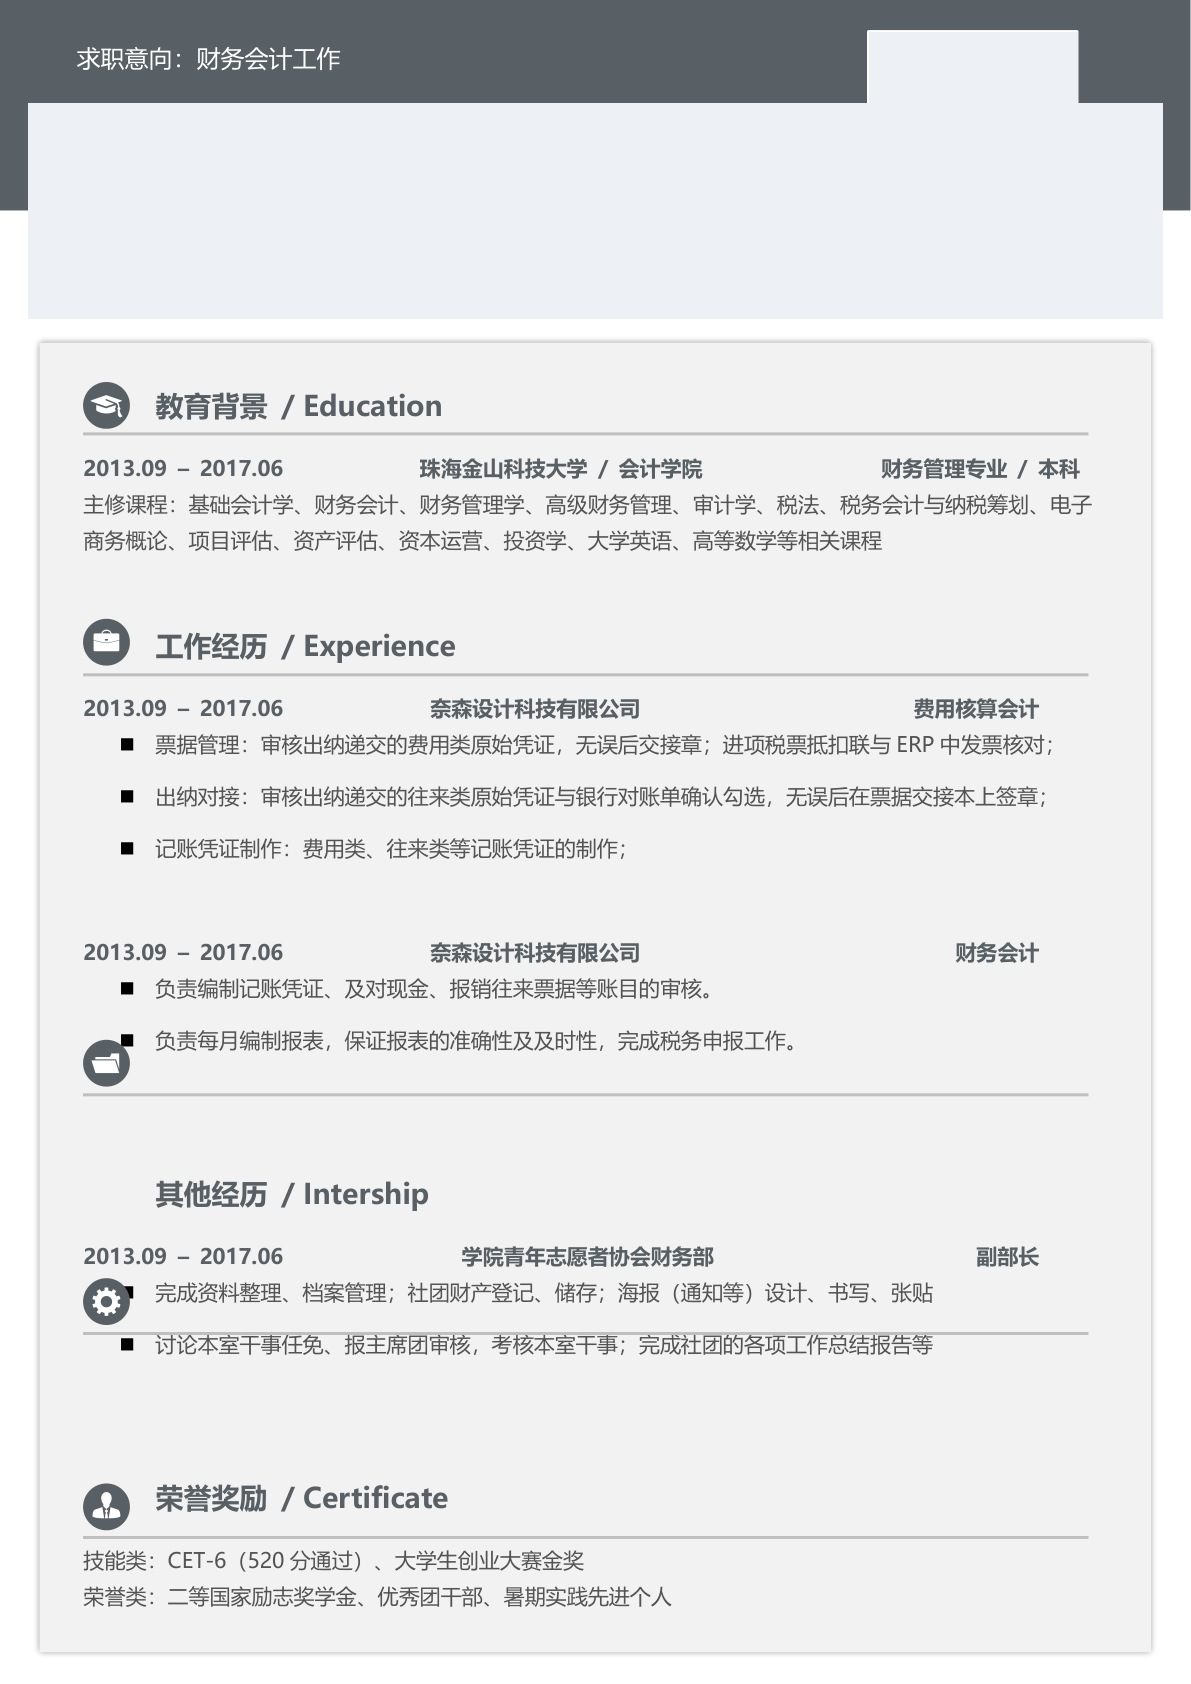 求职意向：财务会计工作
教育背景 / Education
2013.09 – 2017.06 珠海金山科技大学 / 会计学院 财务管理专业 / 本科
主修课程：基础会计学、财务会计、财务管理学、高级财务管理、审计学、税法、税务会计与纳税筹划、电子
商务概论、项目评估、资产评估、资本运营、投资学、大学英语、高等数学等相关课程
工作经历 / Experience
2013.09 – 2017.06 奈森设计科技有限公司 费用核算会计
■ 票据管理：审核出纳递交的费用类原始凭证，无误后交接章；进项税票抵扣联与 ERP 中发票核对；
■ 出纳对接：审核出纳递交的往来类原始凭证与银行对账单确认勾选，无误后在票据交接本上签章；
■ 记账凭证制作：费用类、往来类等记账凭证的制作；
2013.09 – 2017.06 奈森设计科技有限公司 财务会计
■ 负责编制记账凭证、及对现金、报销往来票据等账目的审核。
■ 负责每月编制报表，保证报表的准确性及及时性，完成税务申报工作。
其他经历 / Intership
2013.09 – 2017.06 学院青年志愿者协会财务部 副部长
■ 完成资料整理、档案管理；社团财产登记、储存；海报（通知等）设计、书写、张贴
■ 讨论本室干事任免、报主席团审核，考核本室干事；完成社团的各项工作总结报告等
荣誉奖励 / Certificate
技能类：CET-6（520 分通过）、大学生创业大赛金奖
荣誉类：二等国家励志奖学金、优秀团干部、暑期实践先进个人